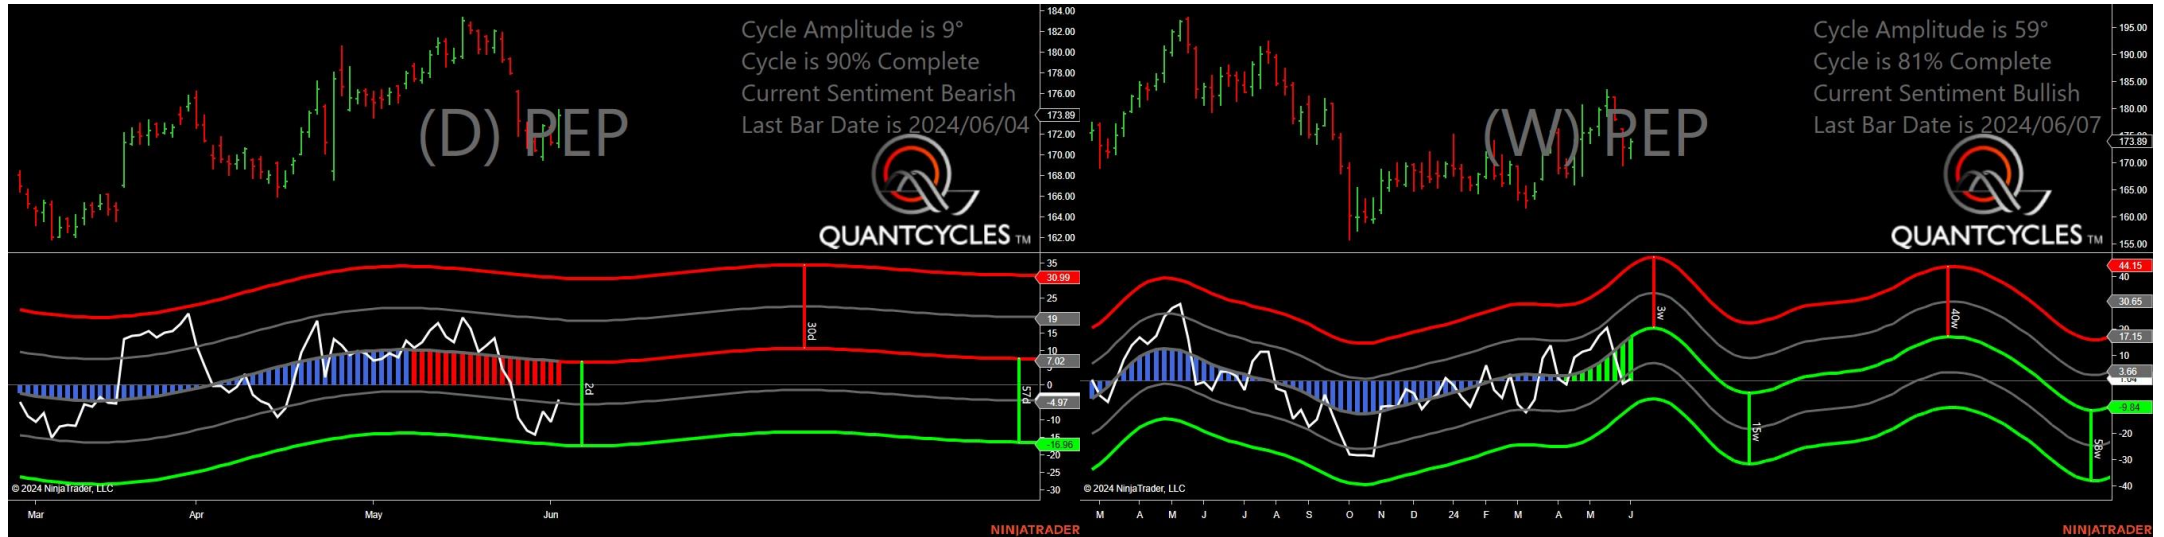 Cycle Amplitude is 9°
Cycle is 90% Complete
Current Sentiment Bearish
Last Bar Date is 2024/06/04
(D) PEP
QUANTCYCLES TM
184.00
182.00
180.00
178.00
176.00
173.89
172.00
170.00
168.00
166.00
164.00
162.00
35
30.99
25
19
15
10
7.02
0
-4.97
-10
-16.96
-20
-25
-30
30d
2d
57d
© 2024 NinjaTrader, LLC
Mar Apr May Jun
NINJATRADER
Cycle Amplitude is 59°
Cycle is 81% Complete
Current Sentiment Bullish
Last Bar Date is 2024/06/07
(W) PEP
QUANTCYCLES TM
195.00
190.00
185.00
180.00
173.89
170.00
165.00
160.00
155.00
44.15
40
30.65
17.15
10
3.66
1.04
-9.84
-20
-30
-40
3w
40w
15w
58w
© 2024 NinjaTrader, LLC
M A M J J A S O N D 24 F M A M J
NINJATRADER